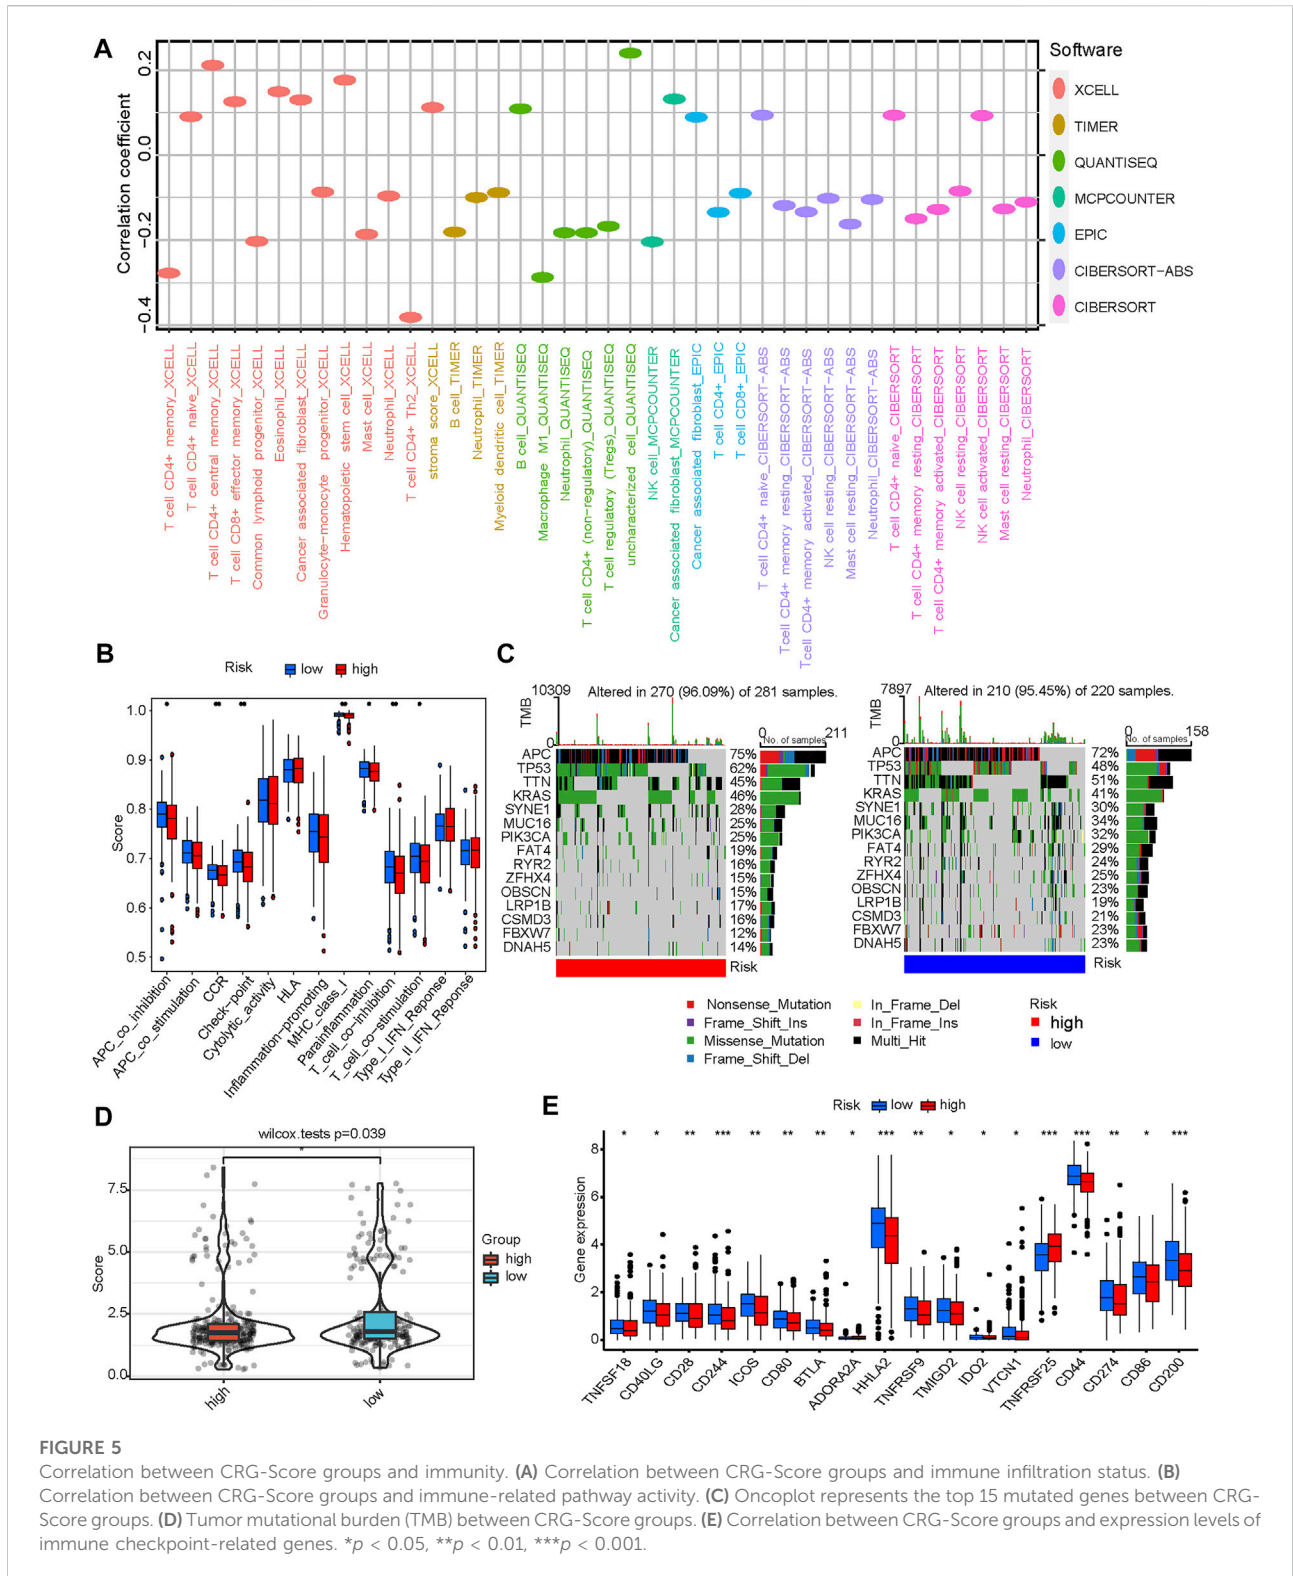 (A)
Correlation coefficient
0.2
0.0
−0.2
−0.4
Software
XCELL
TIMER
QUANTISEQ
MCPCOUNTER
EPIC
CIBERSORT-ABS
CIBERSORT
T cell CD4+ memory_XCELL
T cell CD4+ naive_XCELL
T cell CD4+ central memory_XCELL
T cell CD8+ effector memory_XCELL
Common lymphoid progenitor_XCELL
Eosinophil_XCELL
Cancer associated fibroblast_XCELL
Granulocyte-monocyte progenitor_XCELL
Hematopoietic stem cell_XCELL
Mast cell_XCELL
Neutrophil_XCELL
T cell CD4+ Th2_XCELL
stroma score_XCELL
B cell_TIMER
Neutrophil_TIMER
Myeloid dendritic cell_TIMER
B cell_QUANTISEQ
Macrophage M1_QUANTISEQ
Neutrophil_QUANTISEQ
T cell CD4+ (non-regulatory)_QUANTISEQ
T cell regulatory (Tregs)_QUANTISEQ
uncharacterized cell_QUANTISEQ
NK cell_MCPCOUNTER
Cancer associated fibroblast_MCPCOUNTER
Cancer associated fibroblast_EPIC
T cell CD4+_EPIC
T cell CD8+_EPIC
T cell CD4+ naive_CIBERSORT-ABS
Tcell CD4+ memory resting_CIBERSORT-ABS
Tcell CD4+ memory activated_CIBERSORT-ABS
NK cell resting_CIBERSORT-ABS
Mast cell resting_CIBERSORT-ABS
Neutrophil_CIBERSORT-ABS
T cell CD4+ naive_CIBERSORT
T cell CD4+ memory resting_CIBERSORT
T cell CD4+ memory activated_CIBERSORT
NK cell resting_CIBERSORT
NK cell activated_CIBERSORT
Mast cell resting_CIBERSORT
Neutrophil_CIBERSORT
B
Risk low high
Score
1.0
0.9
0.8
0.7
0.6
0.5
APC_co_inhibition
APC_co_stimulation
CCR
Check-point
Cytolytic_activity
HLA
Inflammation-promoting
MHC_class_I
Parainflammation
T_cell_co-inhibition
T_cell_co-stimulation
Type_I_IFN_Reponse
Type_II_IFN_Reponse
C
10309
TMB
0
Altered in 270 (96.09%) of 281 samples.
0 211
No. of samples
APC 75%
TP53 62%
TTN 45%
KRAS 46%
SYNE1 28%
MUC16 25%
PIK3CA 25%
FAT4 19%
RYR2 16%
ZFHX4 15%
OBSCN 15%
LRP1B 17%
CSMD3 16%
FBXW7 12%
DNAH5 14%
Risk
7897
TMB
0
Altered in 210 (95.45%) of 220 samples.
0 158
No. of samples
APC 72%
TP53 48%
TTN 51%
KRAS 41%
SYNE1 30%
MUC16 34%
PIK3CA 32%
FAT4 29%
RYR2 24%
ZFHX4 25%
OBSCN 23%
LRP1B 19%
CSMD3 21%
FBXW7 23%
DNAH5 23%
Risk
Nonsense_Mutation
Frame_Shift_Ins
Missense_Mutation
Frame_Shift_Del
In_Frame_Del
In_Frame_Ins
Multi_Hit
Risk
high
low
D
wilcox.tests p=0.039
*
Score
7.5
5.0
2.5
0.0
high
low
Group
high
low
E
Risk low high
* * ** *** ** ** ** * *** ** * * * *** *** ** * ***
Gene expression
8
6
4
2
0
TNFSF18
CD40LG
CD28
CD244
ICOS
CD80
BTLA
ADORA2A
HHLA2
TNFRSF9
TMIGD2
IDO2
VTCN1
TNFRSF25
CD44
CD274
CD86
CD200
FIGURE 5
Correlation between CRG-Score groups and immunity. (A) Correlation between CRG-Score groups and immune infiltration status. (B)
Correlation between CRG-Score groups and immune-related pathway activity. (C) Oncoplot represents the top 15 mutated genes between CRG-
Score groups. (D) Tumor mutational burden (TMB) between CRG-Score groups. (E) Correlation between CRG-Score groups and expression levels of
immune checkpoint-related genes. *p < 0.05, **p < 0.01, ***p < 0.001.